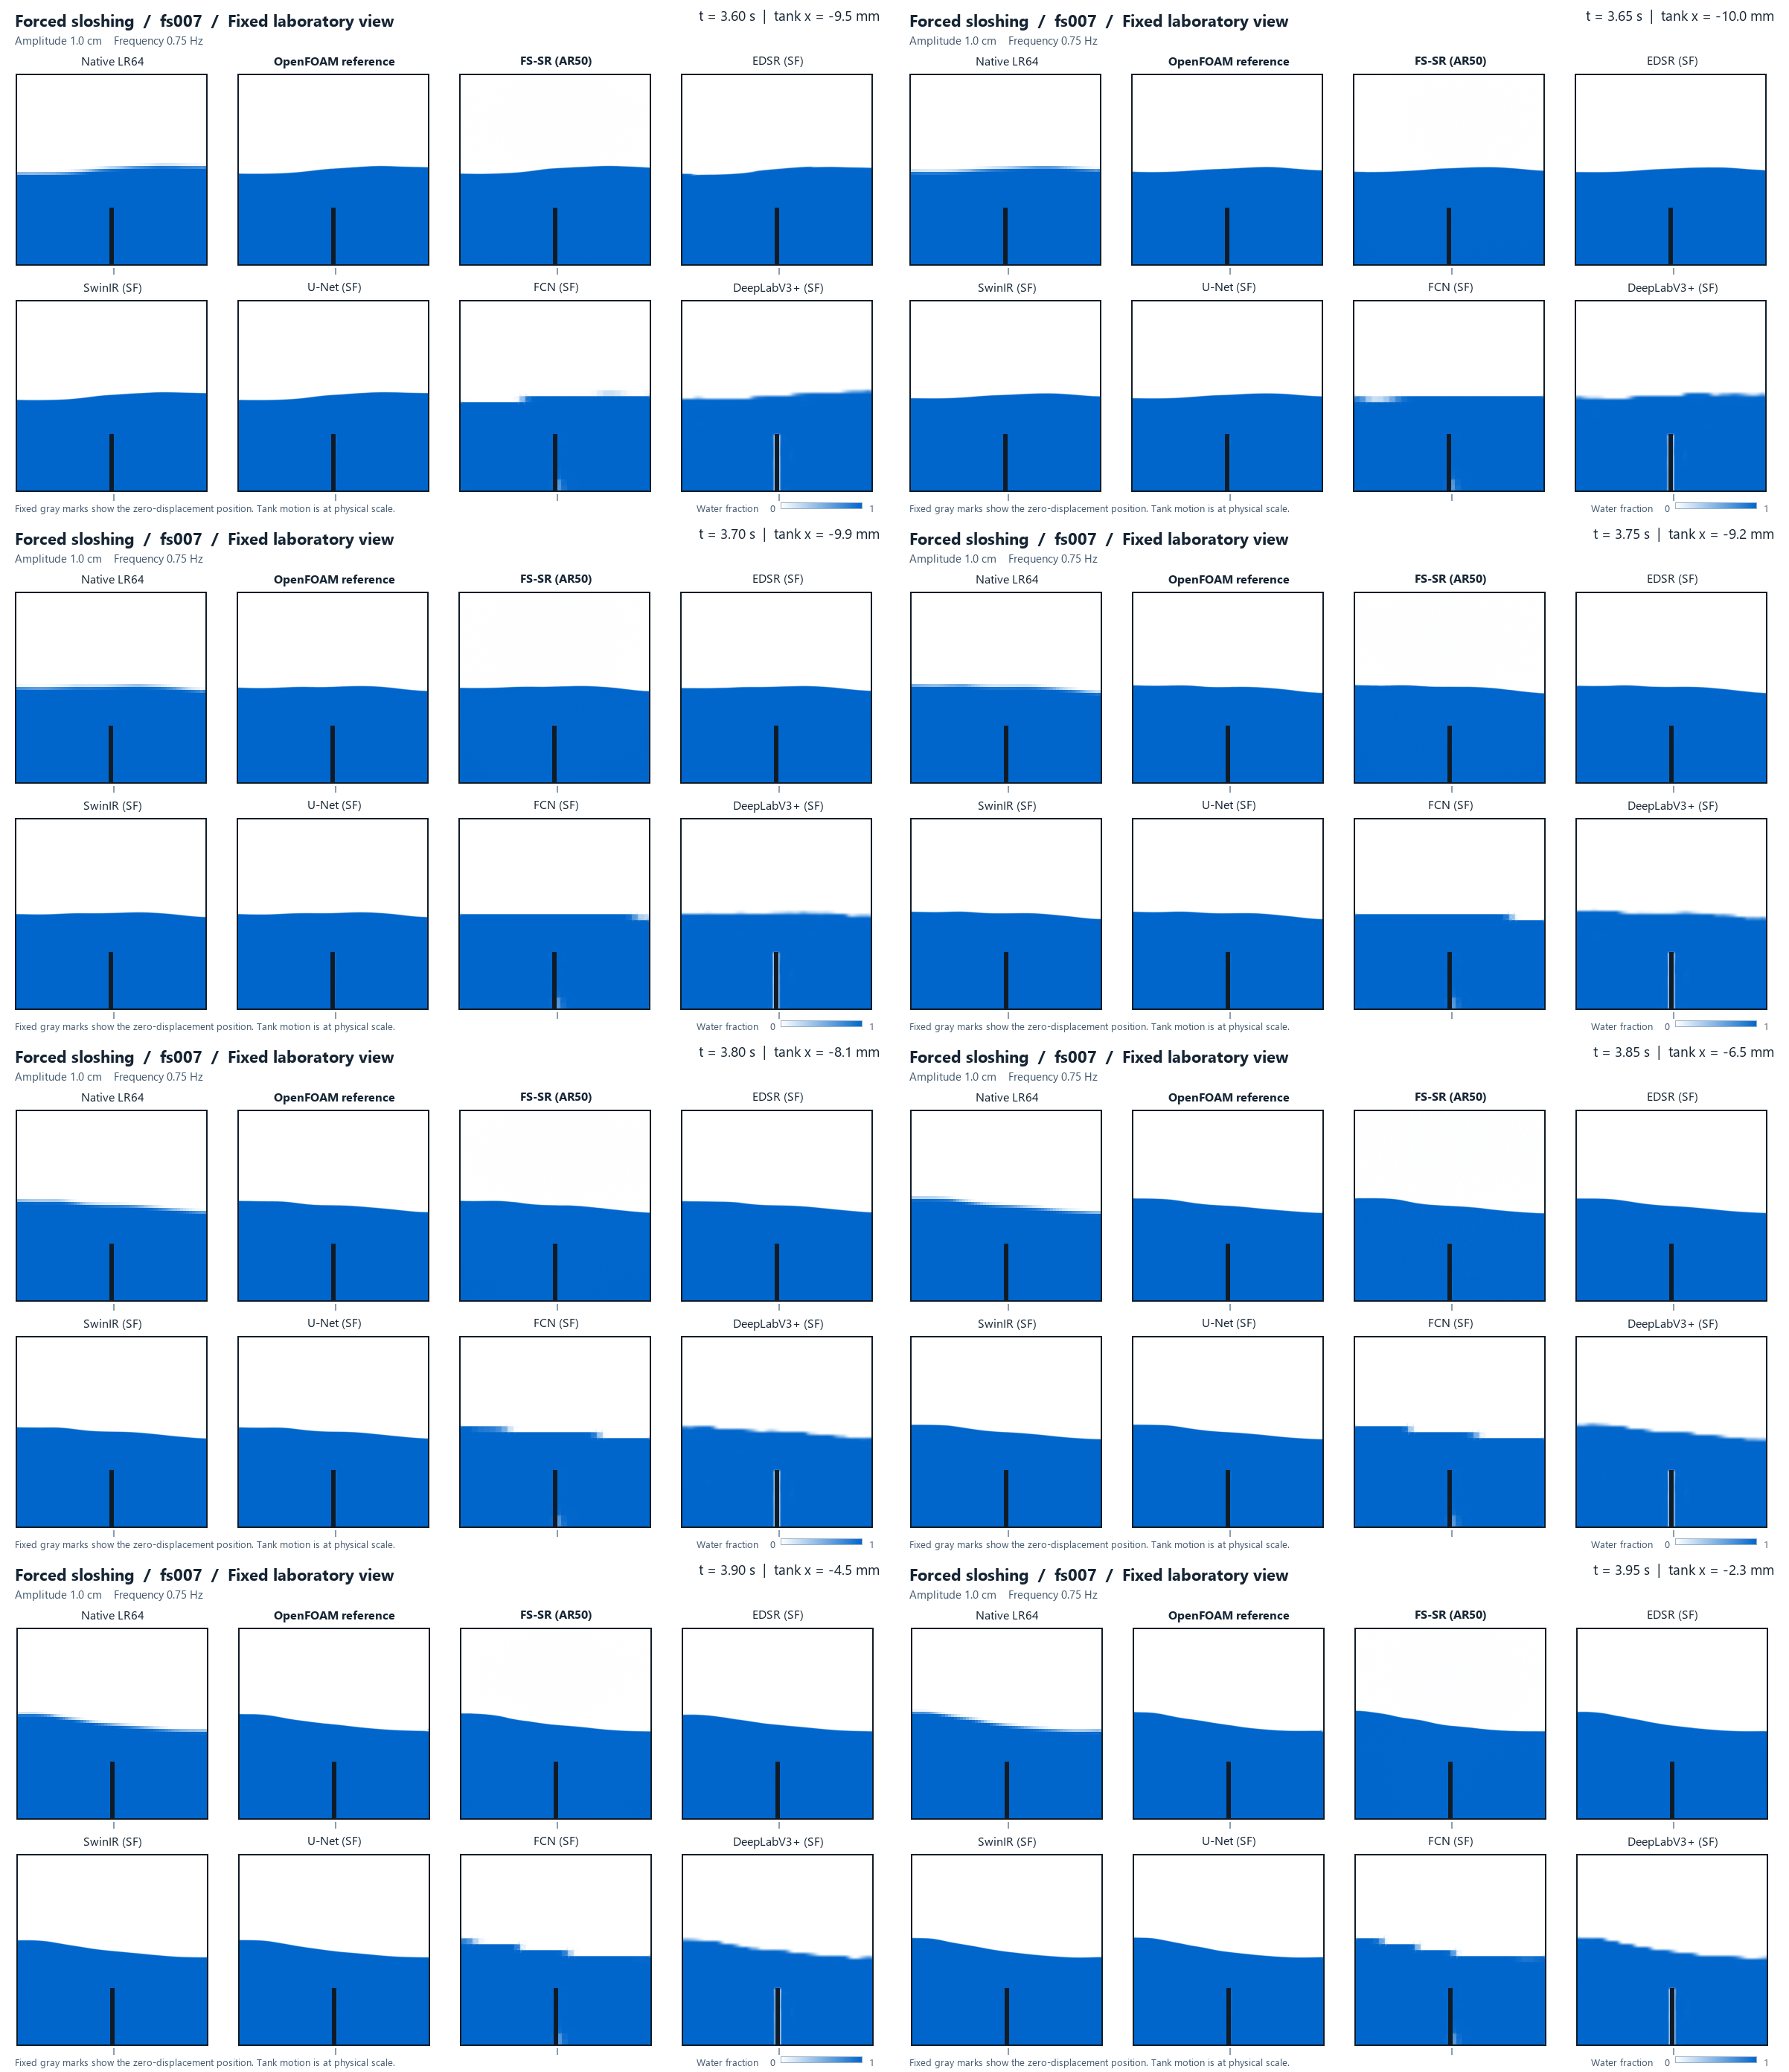 Forced sloshing / fs007 / Fixed laboratory view
t = 3.60 s | tank x = -9.5 mm
Amplitude 1.0 cm Frequency 0.75 Hz
Native LR64
OpenFOAM reference
FS-SR (AR50)
EDSR (SF)
SwinIR (SF)
U-Net (SF)
FCN (SF)
DeepLabV3+ (SF)
Fixed gray marks show the zero-displacement position. Tank motion is at physical scale.
Water fraction 0 1
Forced sloshing / fs007 / Fixed laboratory view
t = 3.65 s | tank x = -10.0 mm
Amplitude 1.0 cm Frequency 0.75 Hz
Native LR64
OpenFOAM reference
FS-SR (AR50)
EDSR (SF)
SwinIR (SF)
U-Net (SF)
FCN (SF)
DeepLabV3+ (SF)
Fixed gray marks show the zero-displacement position. Tank motion is at physical scale.
Water fraction 0 1
Forced sloshing / fs007 / Fixed laboratory view
t = 3.70 s | tank x = -9.9 mm
Amplitude 1.0 cm Frequency 0.75 Hz
Native LR64
OpenFOAM reference
FS-SR (AR50)
EDSR (SF)
SwinIR (SF)
U-Net (SF)
FCN (SF)
DeepLabV3+ (SF)
Fixed gray marks show the zero-displacement position. Tank motion is at physical scale.
Water fraction 0 1
Forced sloshing / fs007 / Fixed laboratory view
t = 3.75 s | tank x = -9.2 mm
Amplitude 1.0 cm Frequency 0.75 Hz
Native LR64
OpenFOAM reference
FS-SR (AR50)
EDSR (SF)
SwinIR (SF)
U-Net (SF)
FCN (SF)
DeepLabV3+ (SF)
Fixed gray marks show the zero-displacement position. Tank motion is at physical scale.
Water fraction 0 1
Forced sloshing / fs007 / Fixed laboratory view
t = 3.80 s | tank x = -8.1 mm
Amplitude 1.0 cm Frequency 0.75 Hz
Native LR64
OpenFOAM reference
FS-SR (AR50)
EDSR (SF)
SwinIR (SF)
U-Net (SF)
FCN (SF)
DeepLabV3+ (SF)
Fixed gray marks show the zero-displacement position. Tank motion is at physical scale.
Water fraction 0 1
Forced sloshing / fs007 / Fixed laboratory view
t = 3.85 s | tank x = -6.5 mm
Amplitude 1.0 cm Frequency 0.75 Hz
Native LR64
OpenFOAM reference
FS-SR (AR50)
EDSR (SF)
SwinIR (SF)
U-Net (SF)
FCN (SF)
DeepLabV3+ (SF)
Fixed gray marks show the zero-displacement position. Tank motion is at physical scale.
Water fraction 0 1
Forced sloshing / fs007 / Fixed laboratory view
t = 3.90 s | tank x = -4.5 mm
Amplitude 1.0 cm Frequency 0.75 Hz
Native LR64
OpenFOAM reference
FS-SR (AR50)
EDSR (SF)
SwinIR (SF)
U-Net (SF)
FCN (SF)
DeepLabV3+ (SF)
Fixed gray marks show the zero-displacement position. Tank motion is at physical scale.
Water fraction 0 1
Forced sloshing / fs007 / Fixed laboratory view
t = 3.95 s | tank x = -2.3 mm
Amplitude 1.0 cm Frequency 0.75 Hz
Native LR64
OpenFOAM reference
FS-SR (AR50)
EDSR (SF)
SwinIR (SF)
U-Net (SF)
FCN (SF)
DeepLabV3+ (SF)
Fixed gray marks show the zero-displacement position. Tank motion is at physical scale.
Water fraction 0 1